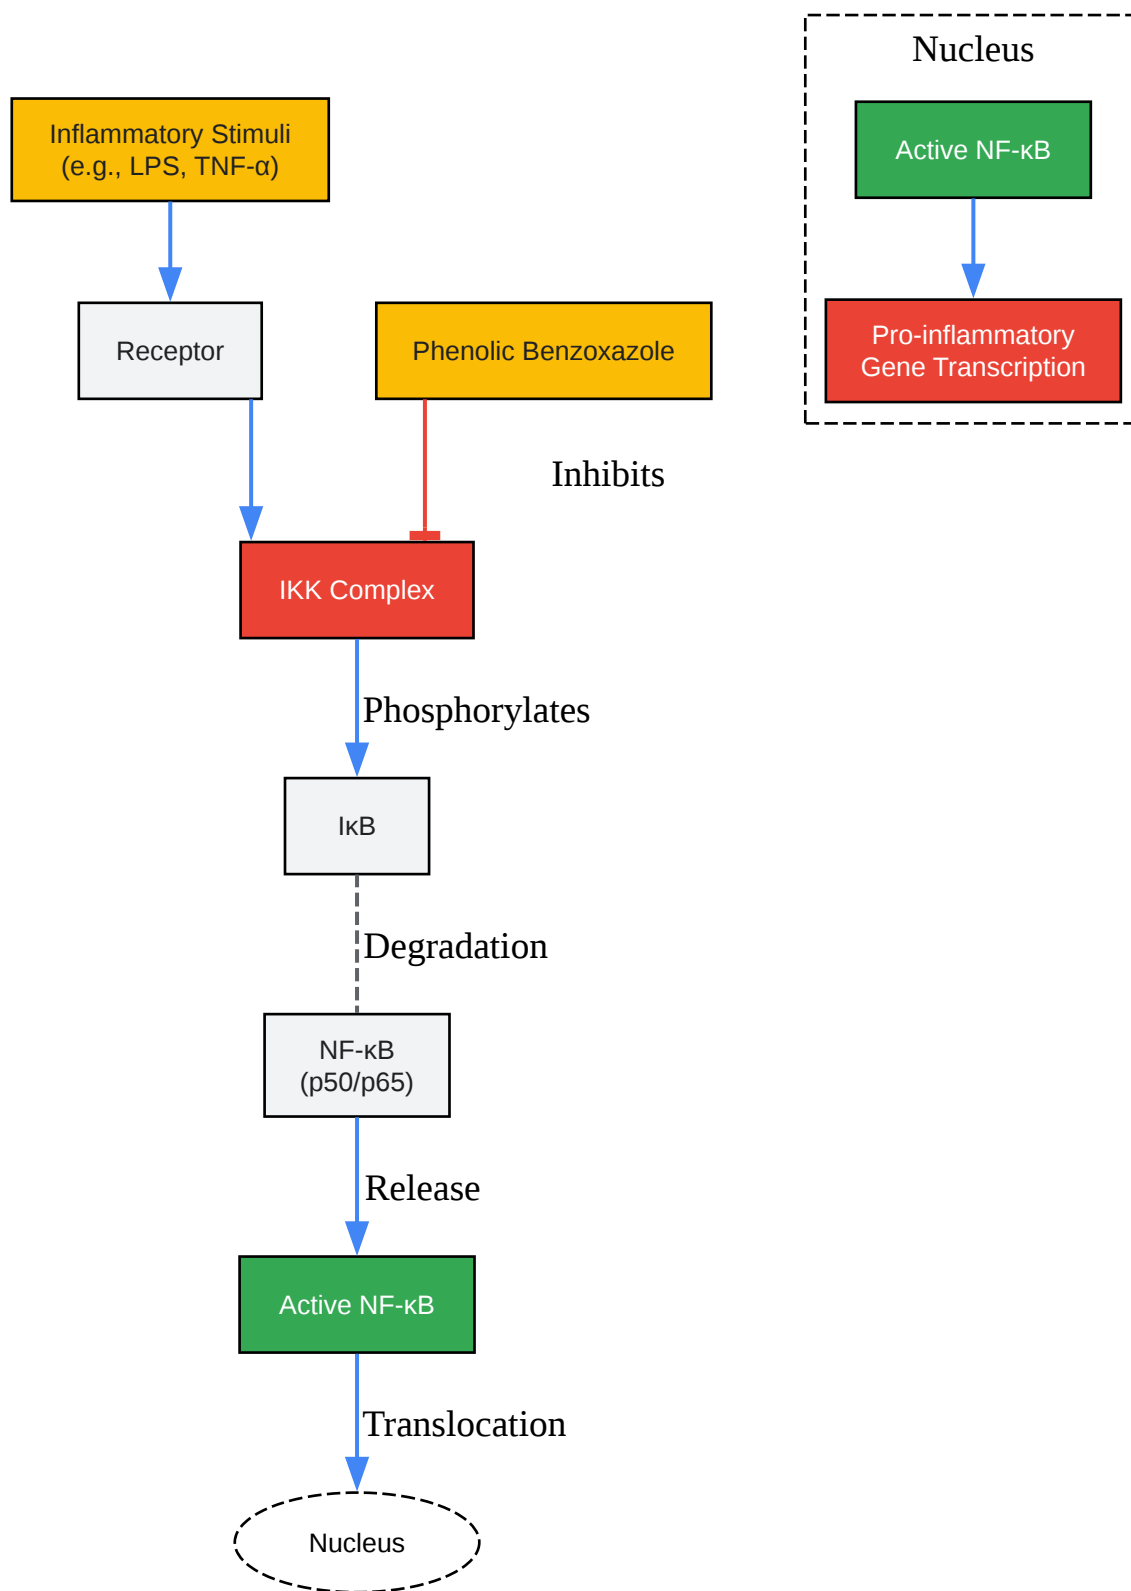 Nucleus
Inflammatory Stimuli
(e.g., LPS, TNF-α)
Active NF-κB
Receptor
Phenolic Benzoxazole
Pro-inflammatory
Gene Transcription
Inhibits
IKK Complex
Phosphorylates
IκB
Degradation
NF-κB
(p50/p65)
Release
Active NF-κB
Translocation
Nucleus